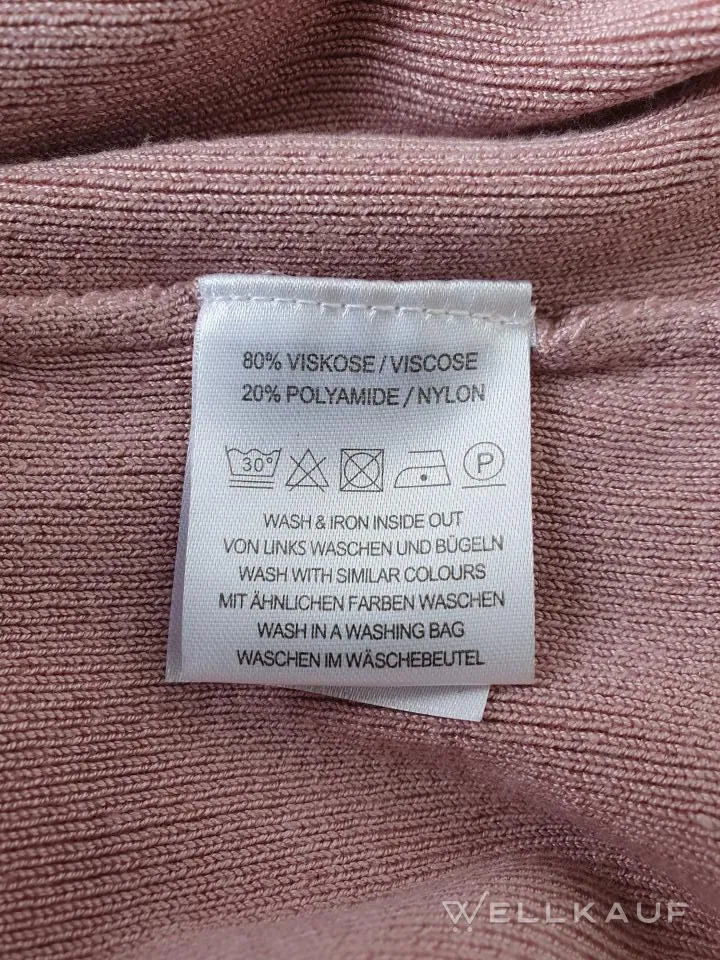 80% VISKOSE / VISCOSE
20% POLYAMIDE / NYLON
30° P
WASH & IRON INSIDE OUT
VON LINKS WASCHEN UND BÜGELN
WASH WITH SIMILAR COLOURS
MIT ÄHNLICHEN FARBEN WASCHEN
WASH IN A WASHING BAG
WASCHEN IM WÄSCHEBEUTEL
WELLKAUF